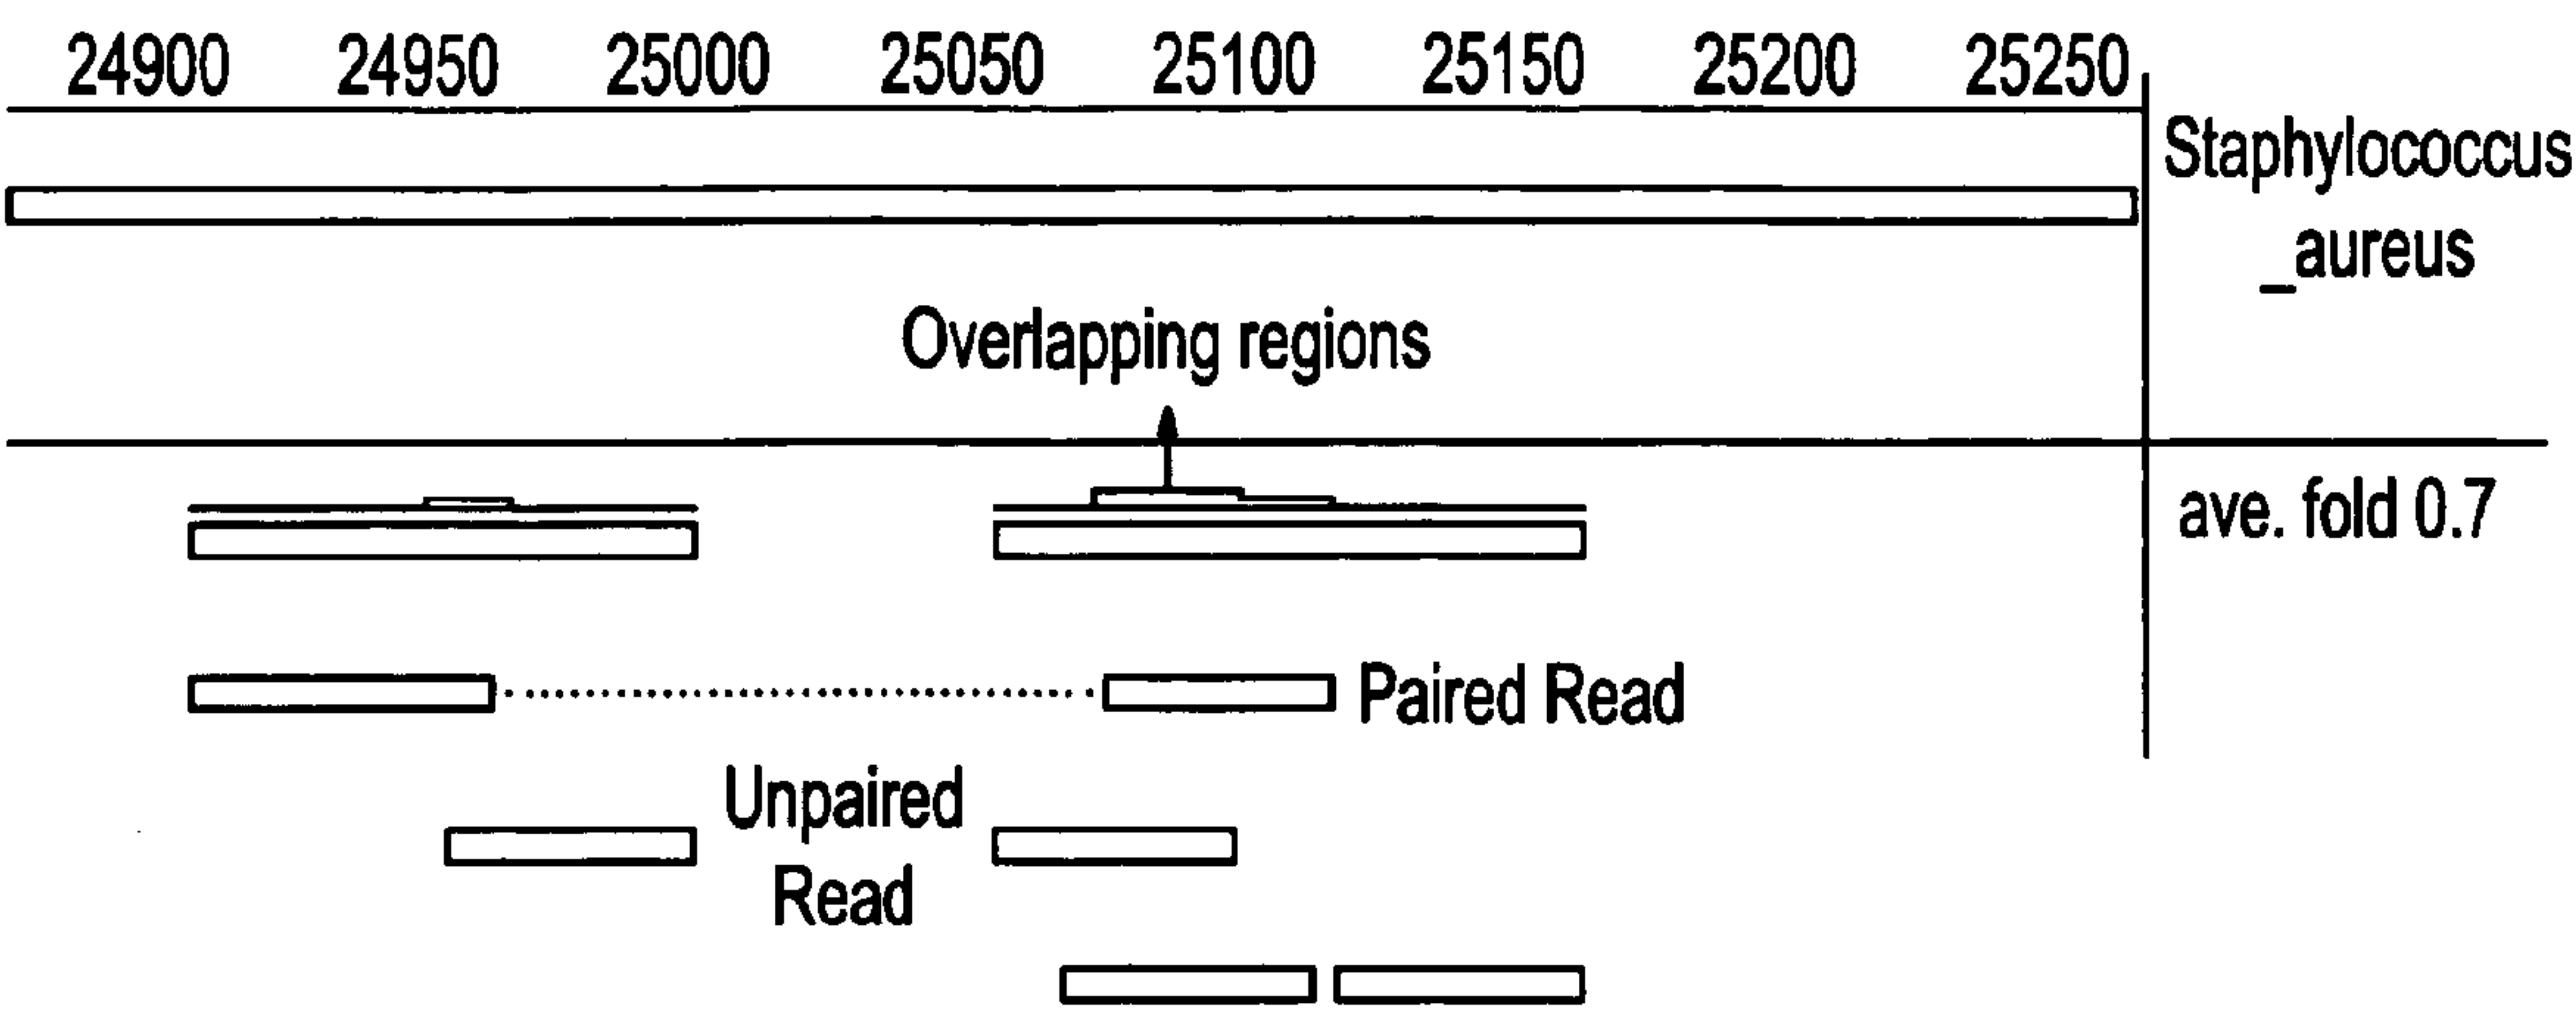 24900 24950 25000 25050 25100 25150 25200 25250
Staphylococcus
_aureus
Overlapping regions
ave. fold 0.7
Paired Read
Unpaired
Read